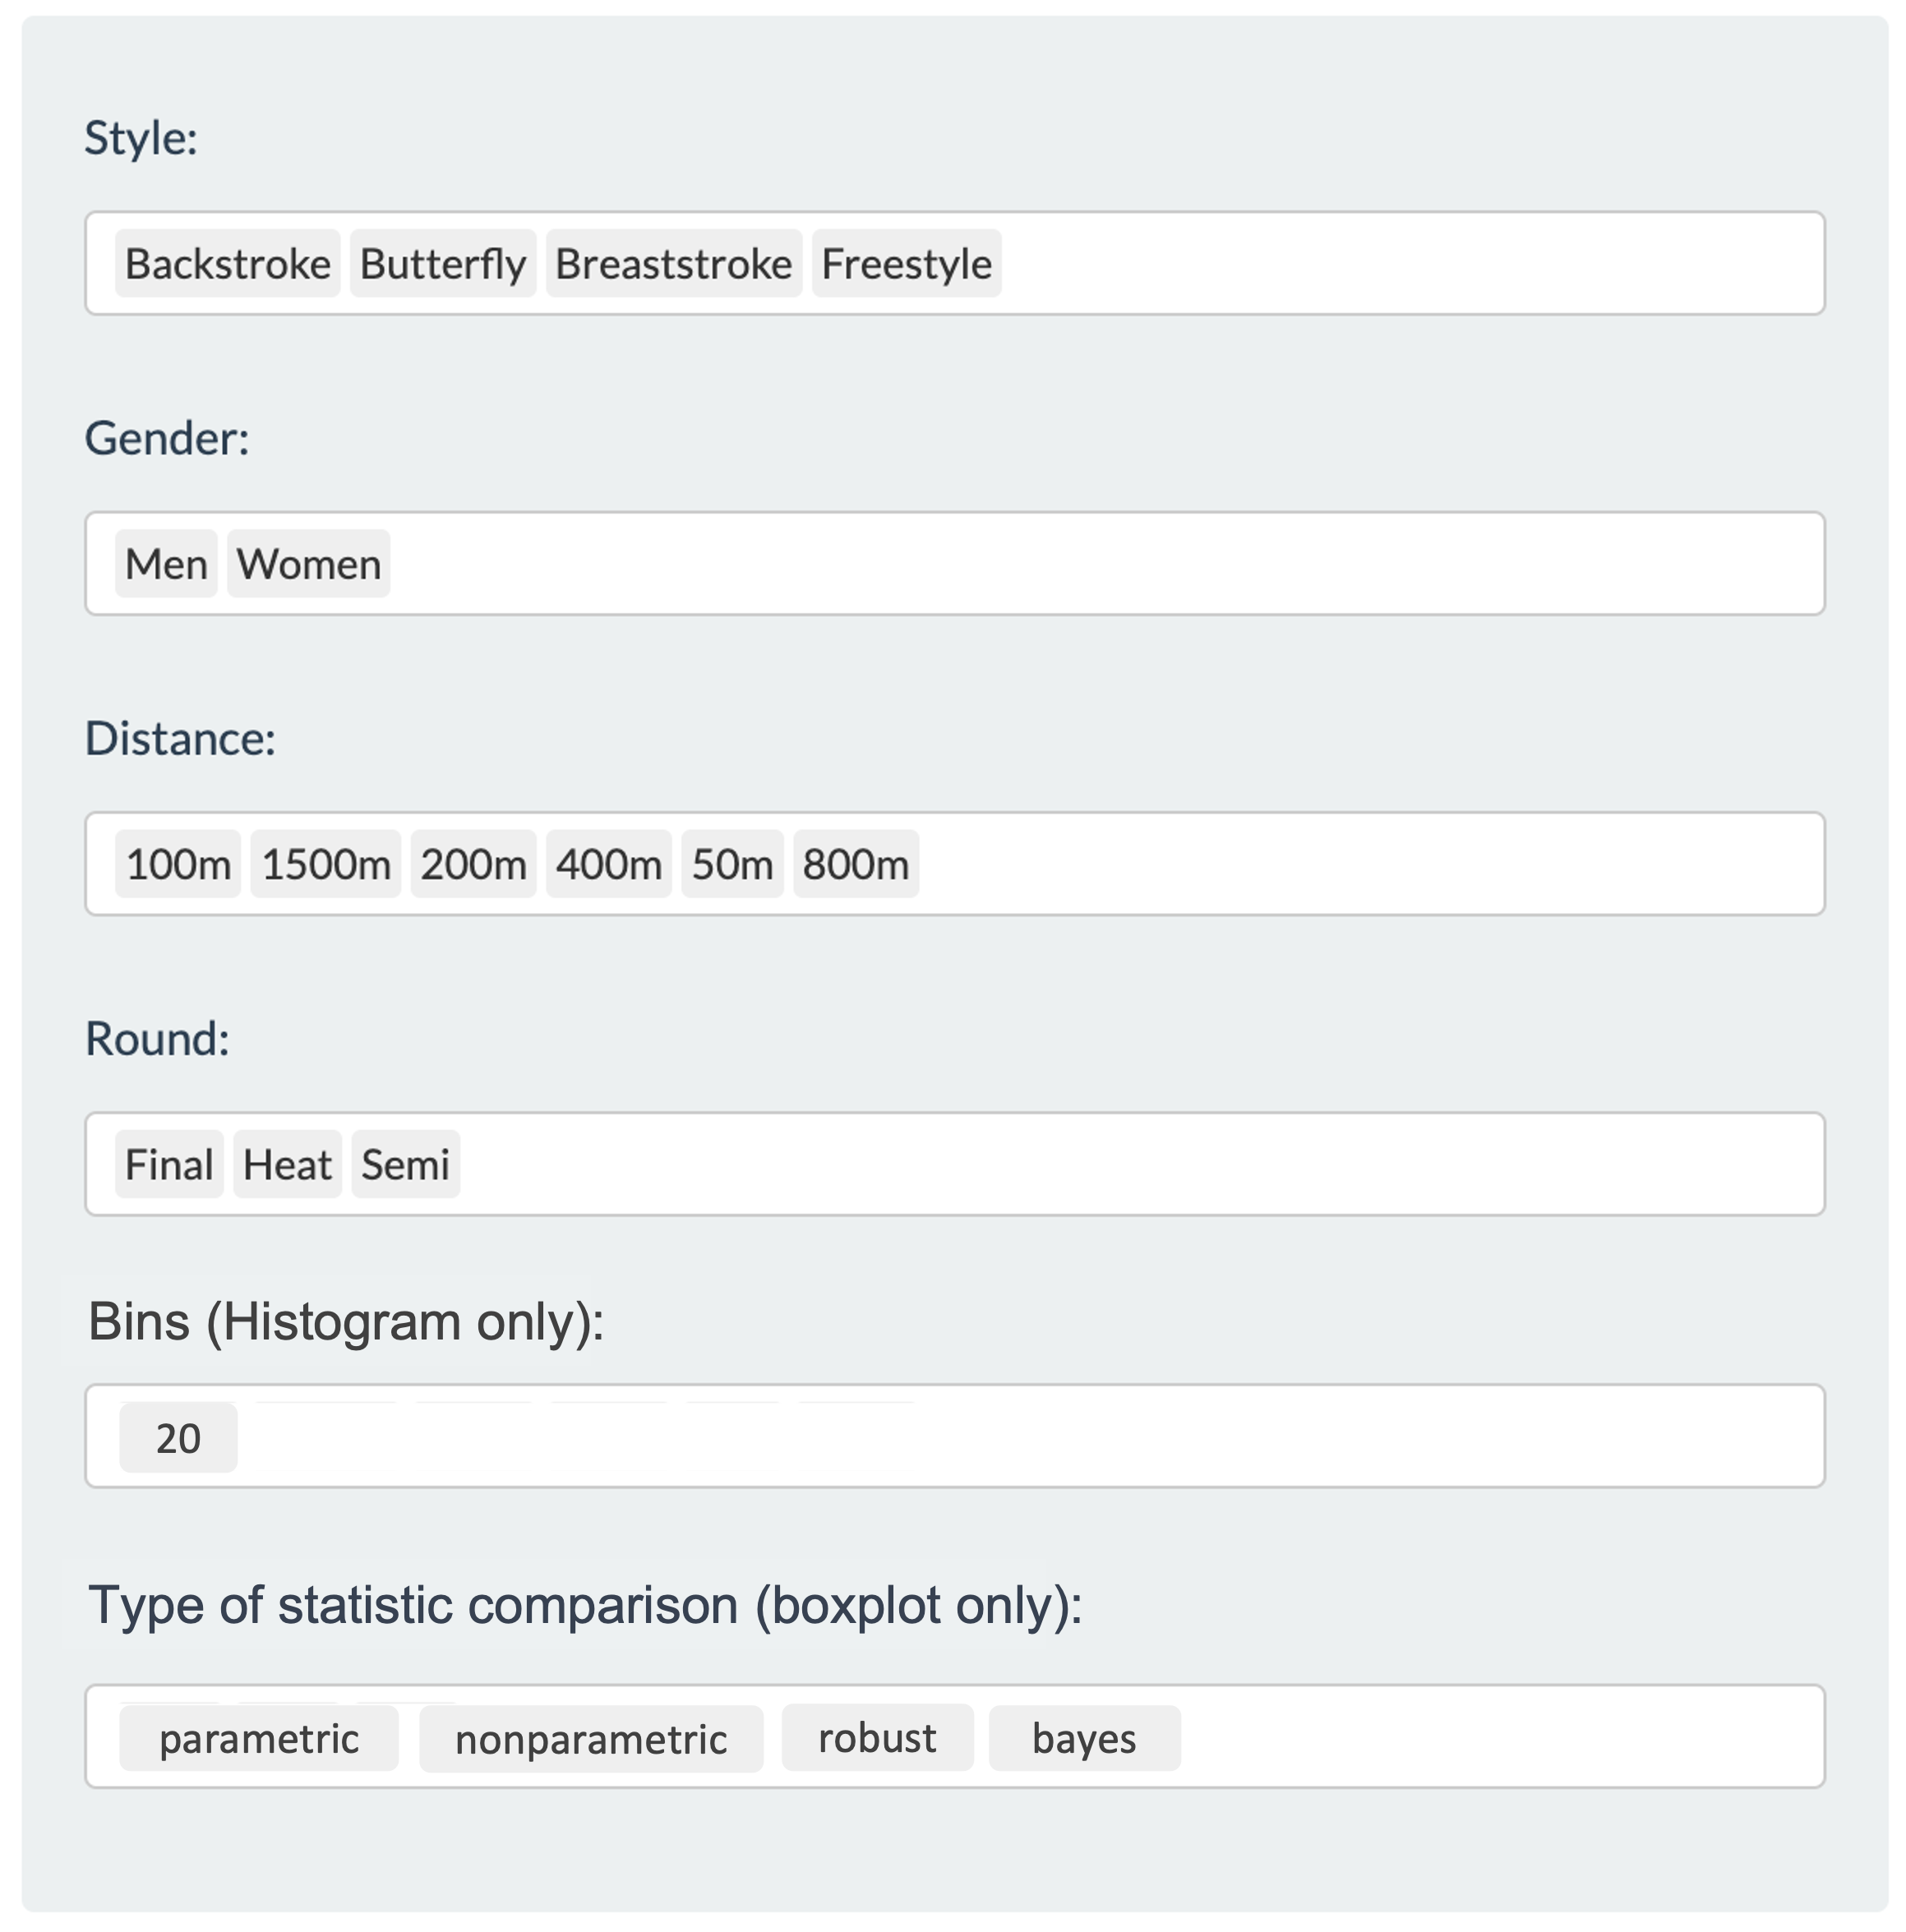 Style:
Backstroke Butterfly Breaststroke Freestyle
Gender:
Men Women
Distance:
100m 1500m 200m 400m 50m 800m
Round:
Final Heat Semi
Bins (Histogram only):
20
Type of statistic comparison (boxplot only):
parametric nonparametric robust bayes